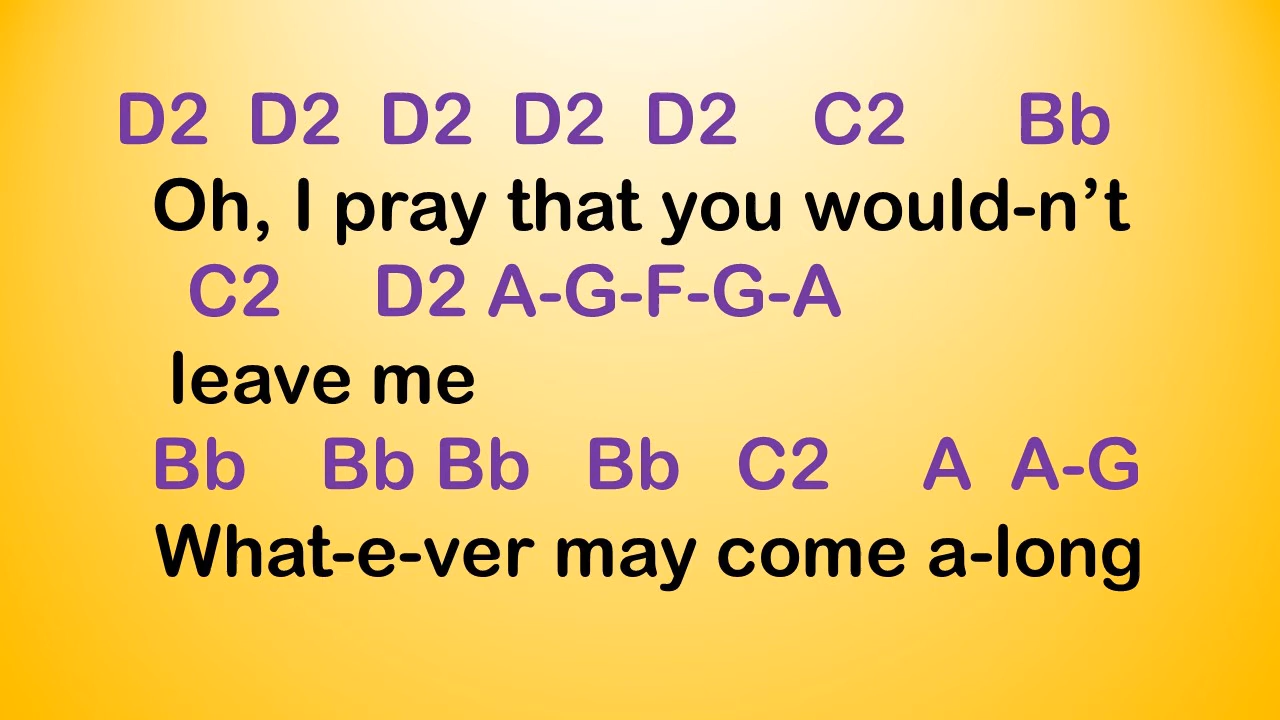 D2 D2 D2 D2 D2 C2 Bb
Oh, I pray that you would-n’t
C2 D2 A-G-F-G-A
leave me
Bb Bb Bb Bb C2 A A-G
What-e-ver may come a-long